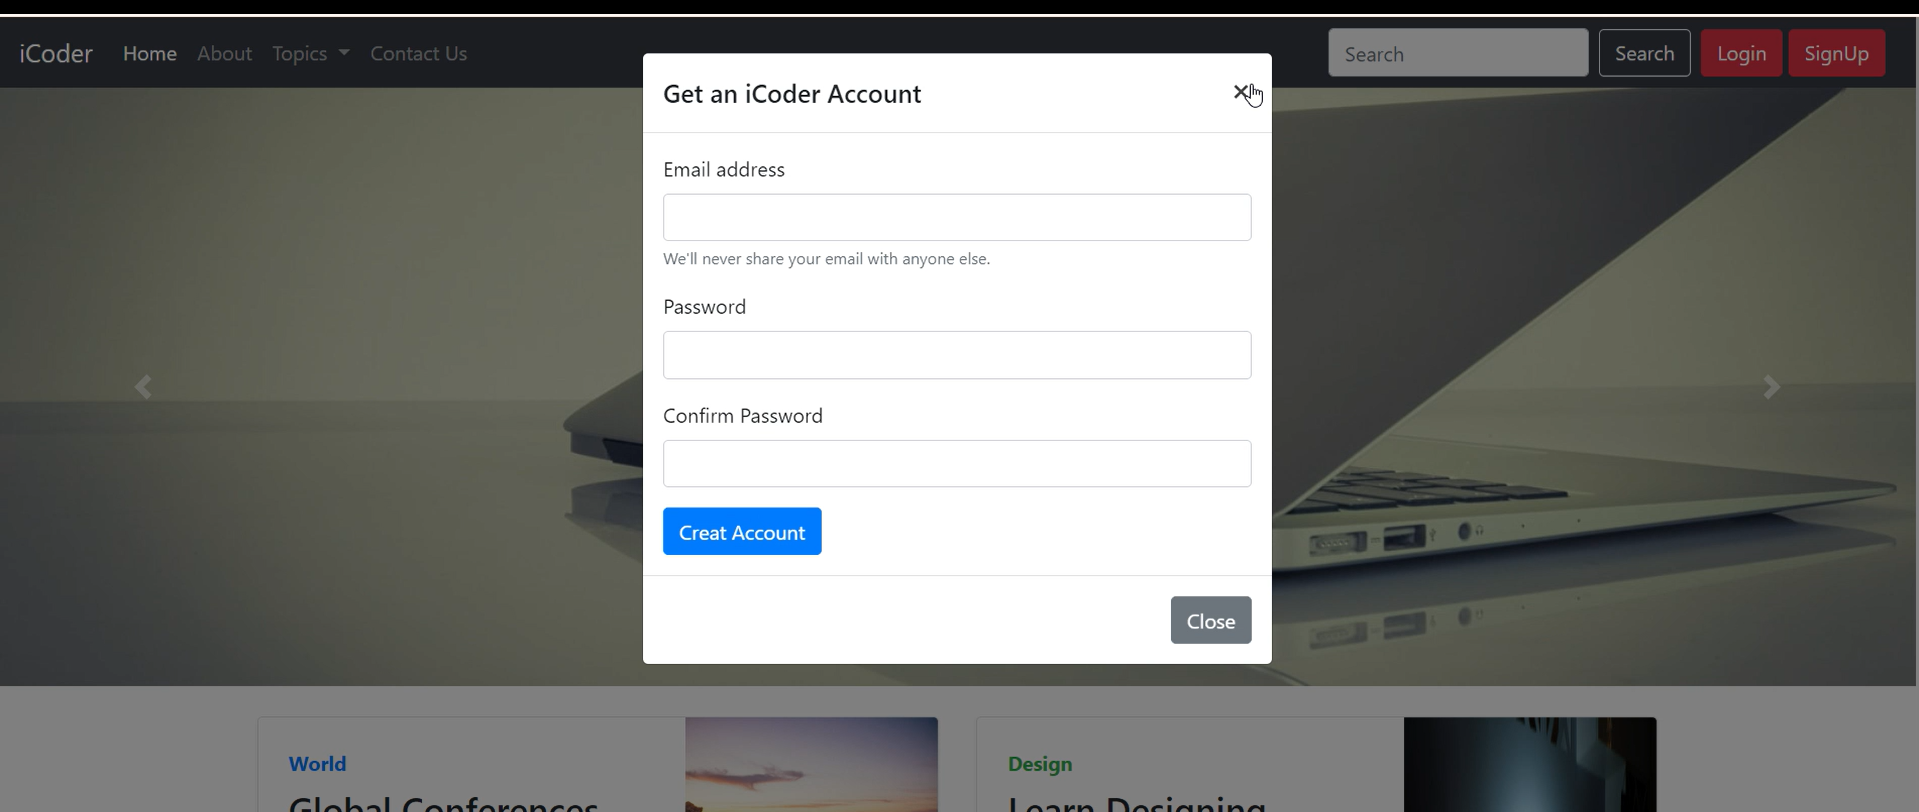 iCoder Home About Topics Contact Us Search Search Login SignUp
Get an iCoder Account
Email address
We'll never share your email with anyone else.
Password
Confirm Password
Creat Account
Close
World
Global Conferences
Design
Learn Designing